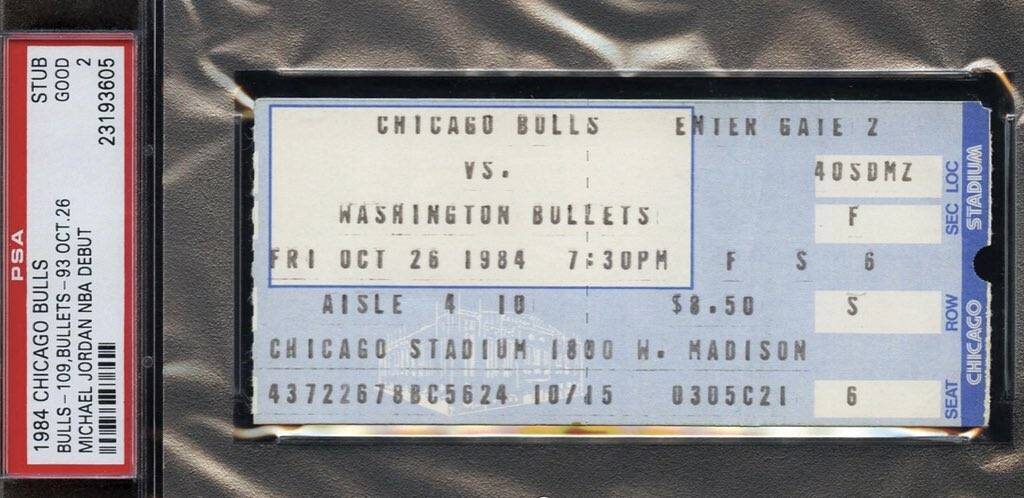 PSA
1984 CHICAGO BULLS STUB
BULLS-109,BULLETS-93 OCT.26 GOOD
MICHAEL JORDAN NBA DEBUT 2
23193605
CHICAGO BULLS ENTER GATE 2
VS. 40SDMZ
WASHINGTON BULLETS F
FRI OCT 26 1984 7:30PM F S 6
AISLE 4 10 $8.50 S
CHICAGO STADIUM 1800 W. MADISON
43722678BC5624 10/15 0305C21 6
SEAT ROW SEC LOC
CHICAGO STADIUM